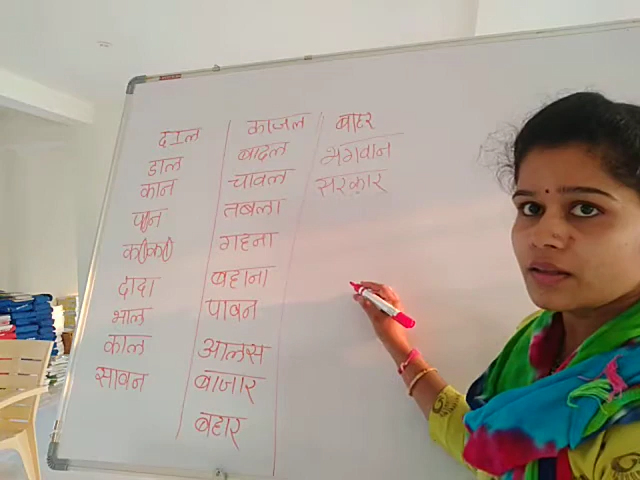 दाल
डाल
कान
पान
काका
दादा
भाल
काल
सावन
काजल
बादल
चावल
तबला
गहना
बहाना
पावन
आलस
बाजार
बहार
बाहर
भगवान
सरकार